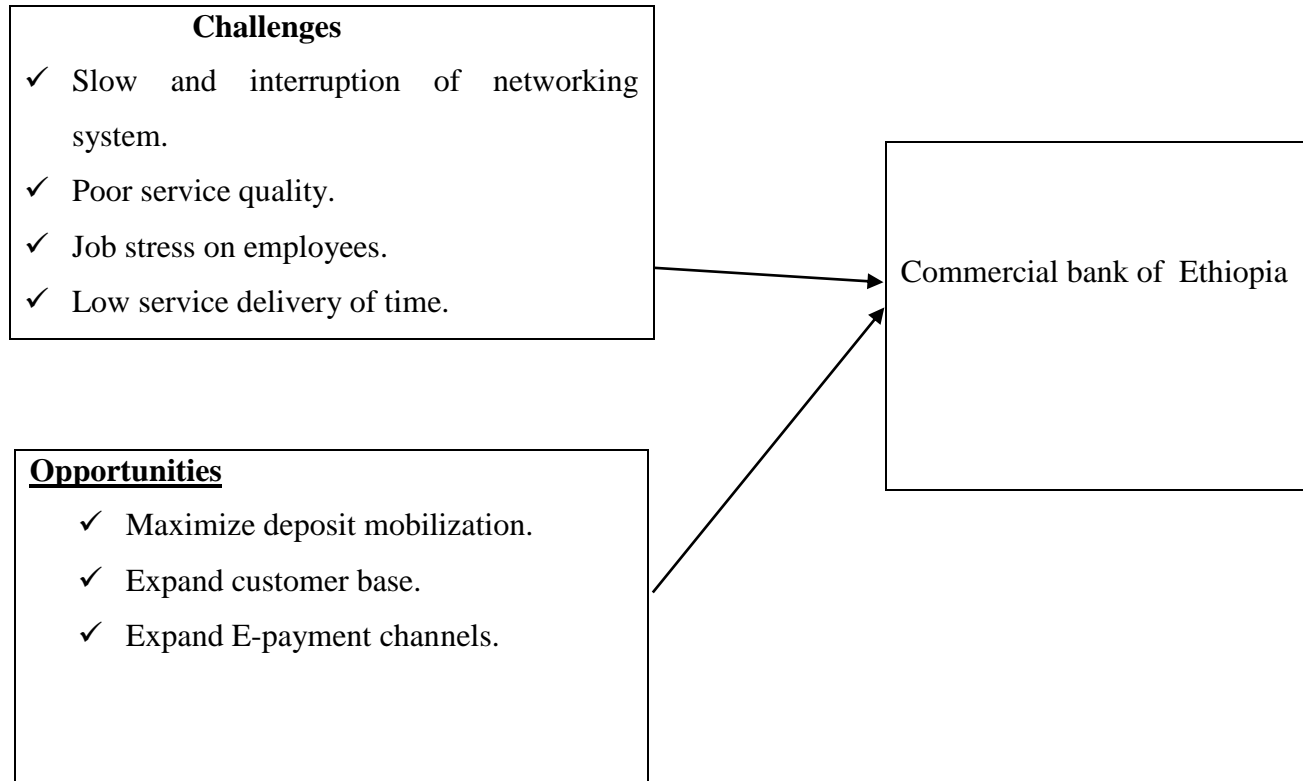 Challenges
✓ Slow and interruption of networking
system.
✓ Poor service quality.
✓ Job stress on employees.
✓ Low service delivery of time.
Commercial bank of Ethiopia
Opportunities
✓ Maximize deposit mobilization.
✓ Expand customer base.
✓ Expand E-payment channels.